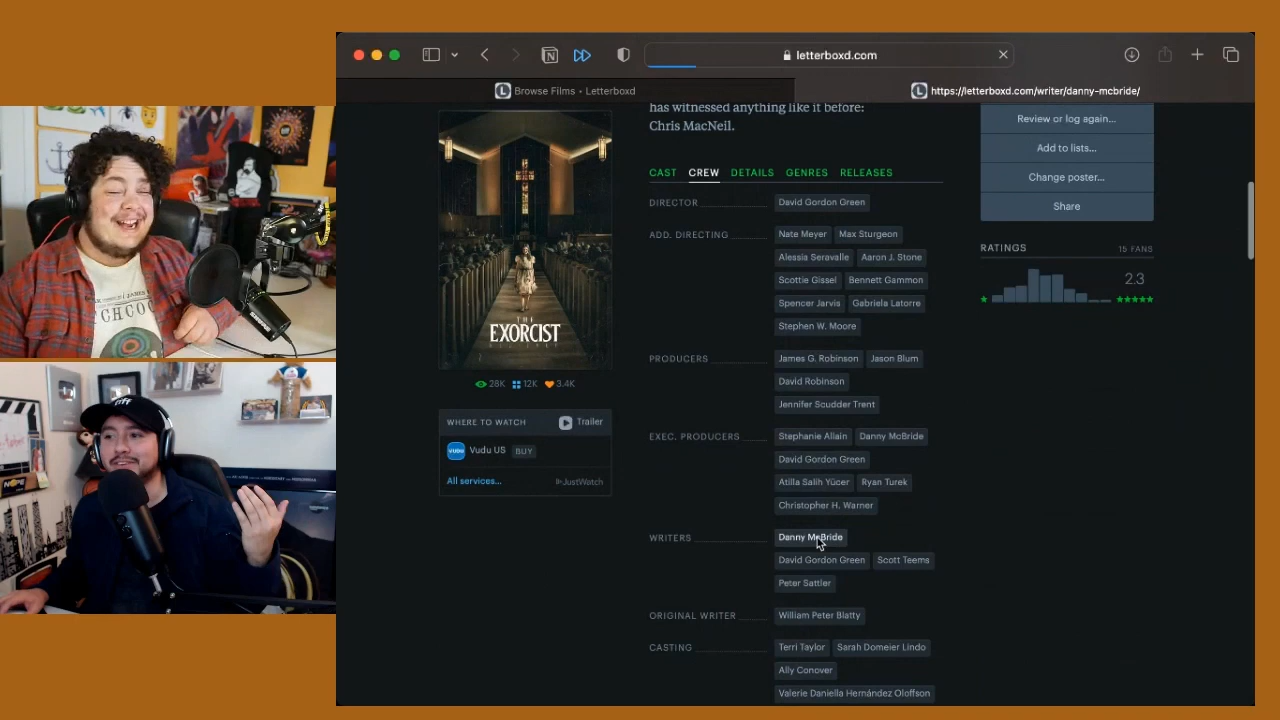 letterboxd.com
Browse Films • Letterboxd
https://letterboxd.com/writer/danny-mcbride/
has witnessed anything like it before:
Chris MacNeil.
CAST CREW DETAILS GENRES RELEASES
DIRECTOR David Gordon Green
ADD. DIRECTING Nate Meyer Max Sturgeon
Alessia Seravalle Aaron J. Stone
Scottie Gissel Bennett Gammon
Spencer Jarvis Gabriela Latorre
Stephen W. Moore
PRODUCERS James G. Robinson Jason Blum
David Robinson
Jennifer Scudder Trent
EXEC. PRODUCERS Stephanie Allain Danny McBride
David Gordon Green
Atilla Salih Yücer Ryan Turek
Christopher H. Warner
WRITERS Danny McBride
David Gordon Green Scott Teems
Peter Sattler
ORIGINAL WRITER William Peter Blatty
CASTING Terri Taylor Sarah Domeier Lindo
Ally Conover
Valerie Daniella Hernández Oloffson
THE
EXORCIST
28K 12K 3.4K
WHERE TO WATCH Trailer
VUDU Vudu US BUY
All services... JustWatch
Review or log again...
Add to lists...
Change poster...
Share
RATINGS 15 FANS
2.3
SHURE
NOPE